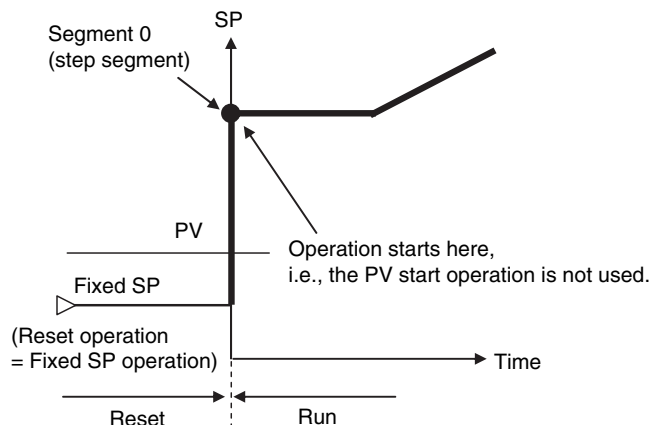 SP
Segment 0
(step segment)
PV
Operation starts here,
i.e., the PV start operation is not used.
Fixed SP
(Reset operation
= Fixed SP operation)
Time
Reset
Run